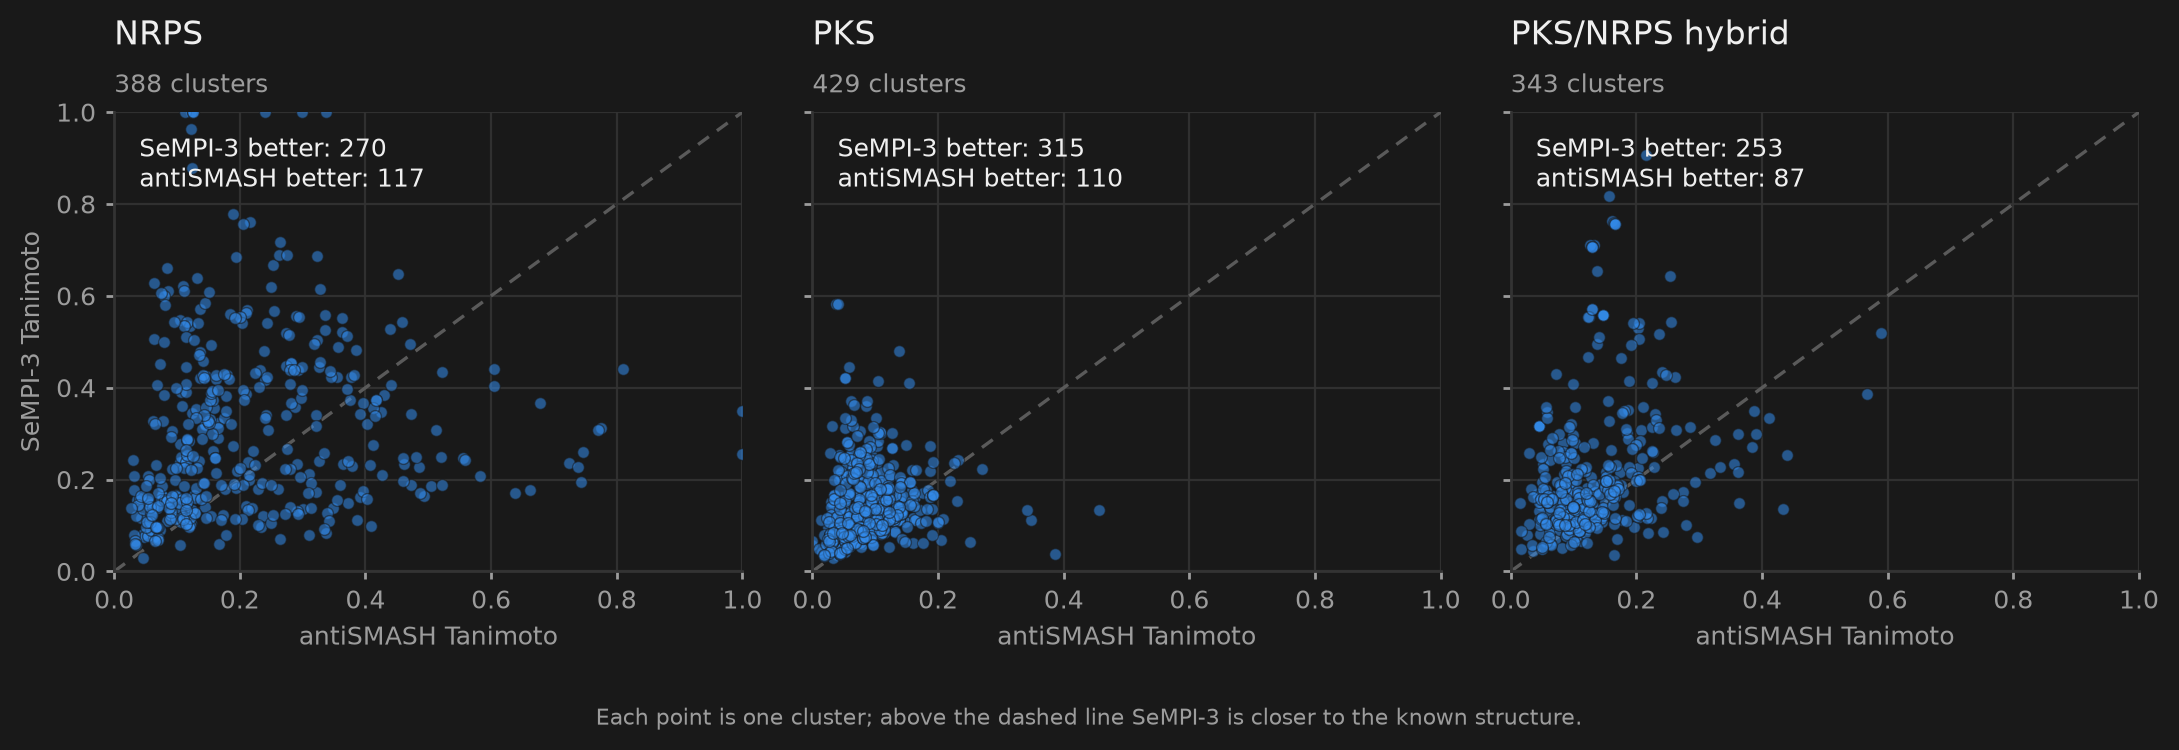 NRPS
388 clusters
SeMPI-3 better: 270
antiSMASH better: 117
1.0
0.8
0.6
0.4
0.2
0.0
SeMPI-3 Tanimoto
0.0 0.2 0.4 0.6 0.8 1.0
antiSMASH Tanimoto
PKS
429 clusters
SeMPI-3 better: 315
antiSMASH better: 110
0.0 0.2 0.4 0.6 0.8 1.0
antiSMASH Tanimoto
PKS/NRPS hybrid
343 clusters
SeMPI-3 better: 253
antiSMASH better: 87
0.0 0.2 0.4 0.6 0.8 1.0
antiSMASH Tanimoto
Each point is one cluster; above the dashed line SeMPI-3 is closer to the known structure.